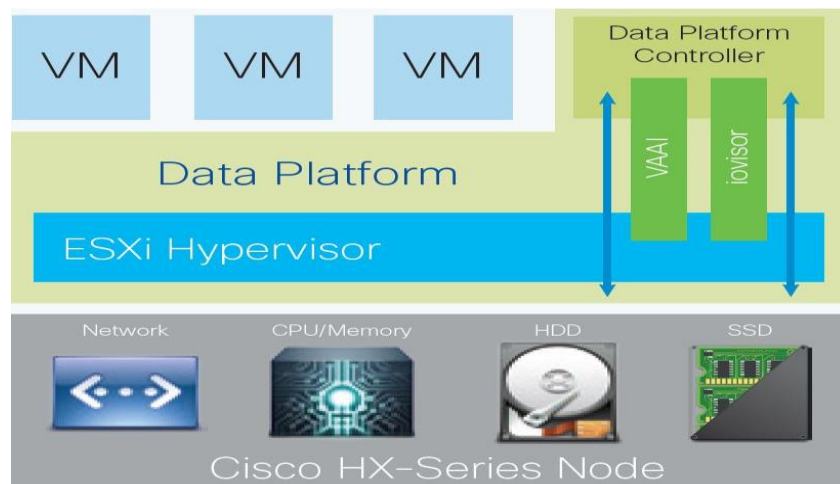 VM
VM
VM
Data Platform
Controller
VAAI
iovisor
Data Platform
ESXi Hypervisor
Network
CPU/Memory
HDD
SSD
Cisco HX-Series Node